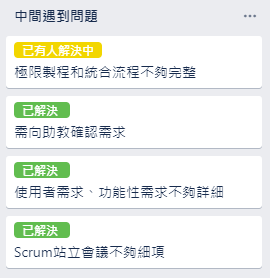 中間遇到問題
已有人解決中
極限製程和統合流程不夠完整
已解決
需向助教確認需求
已解決
使用者需求、功能性需求不夠詳細
已解決
Scrum站立會議不夠細項